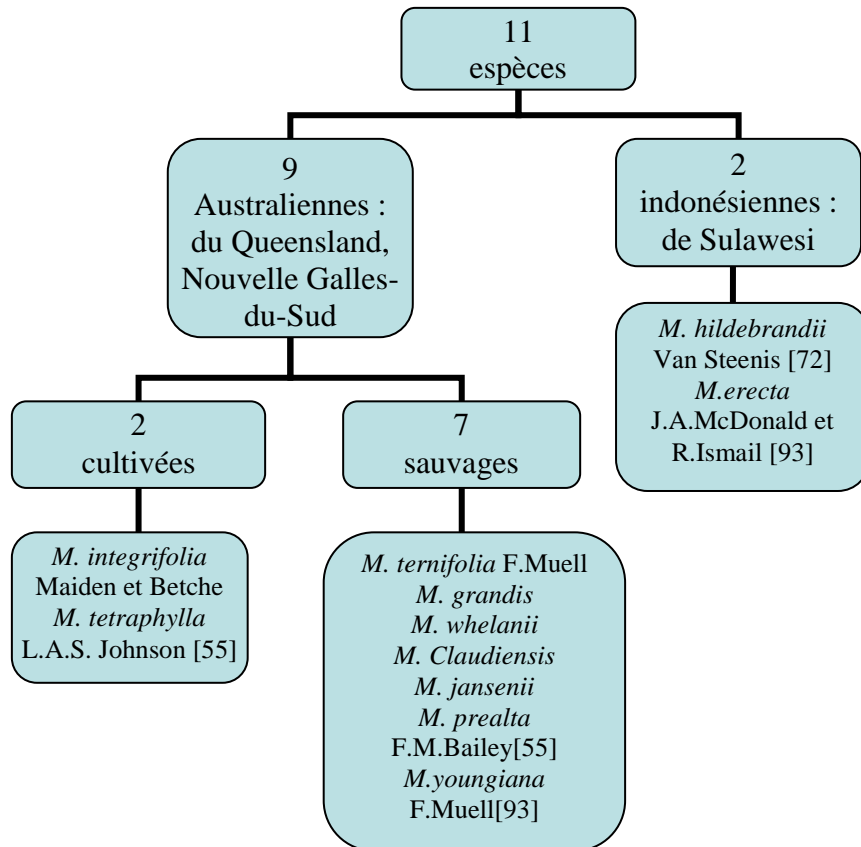 11
espèces
9
Australiennes :
du Queensland,
Nouvelle Galles-
du-Sud
2
indonésiennes :
de Sulawesi
M. hildebrandii
Van Steenis [72]
M.erecta
J.A.McDonald et
R.Ismail [93]
2
cultivées
7
sauvages
M. integrifolia
Maiden et Betche
M. tetraphylla
L.A.S. Johnson [55]
M. ternifolia F.Muell
M. grandis
M. whelanii
M. Claudiensis
M. jansenii
M. prealta
F.M.Bailey[55]
M.youngiana
F.Muell[93]